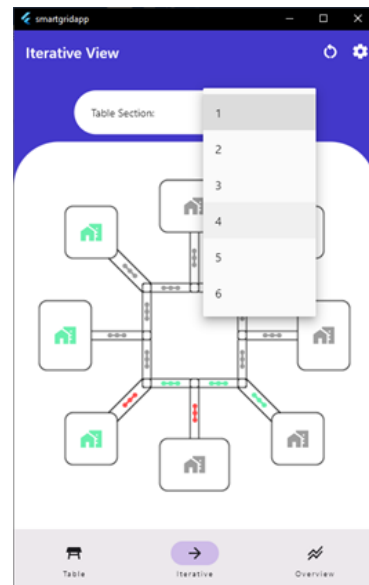 smartgridapp
Iterative View
Table Section:
1
2
3
4
5
6
Table
Iterative
Overview